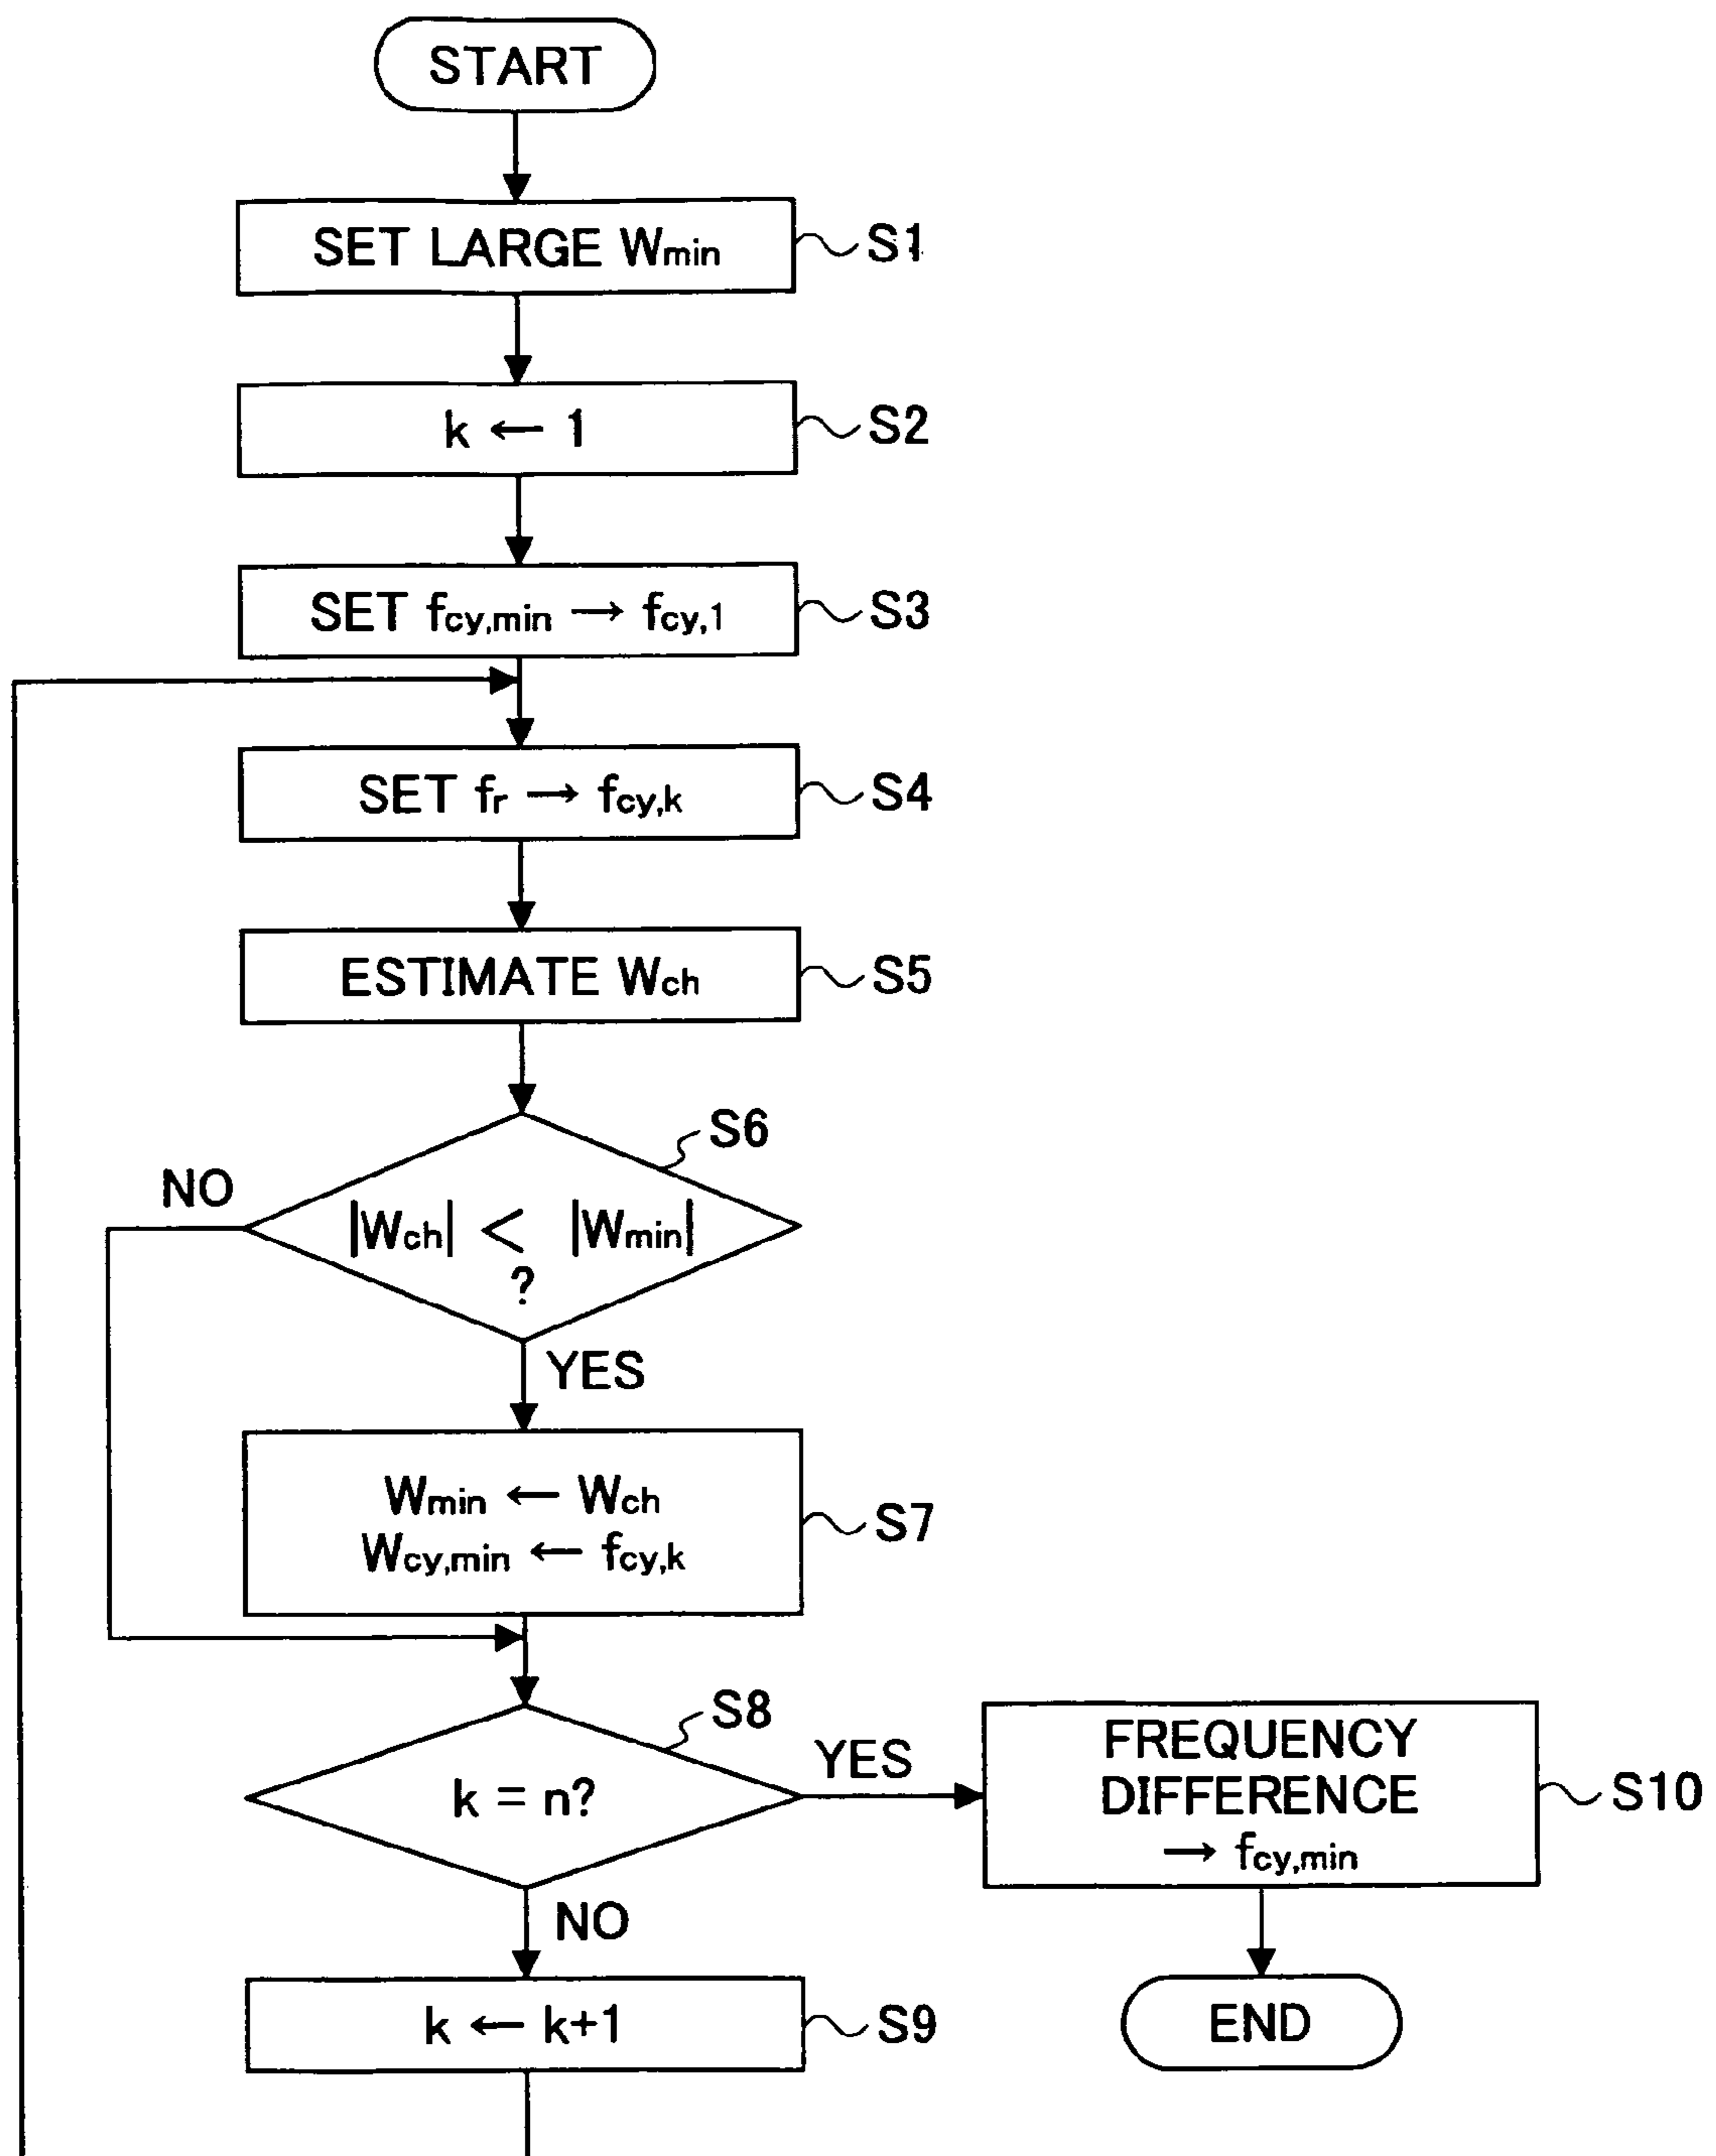 START
SET LARGE Wmin
S1
k ← 1
S2
SET fcy,min → fcy,1
S3
SET fr → fcy,k
S4
ESTIMATE Wch
S5
S6
NO
|Wch| < |Wmin|
?
YES
Wmin ← Wch
Wcy,min ← fcy,k
S7
S8
k = n?
YES
FREQUENCY
DIFFERENCE
→ fcy,min
S10
NO
k ← k+1
S9
END